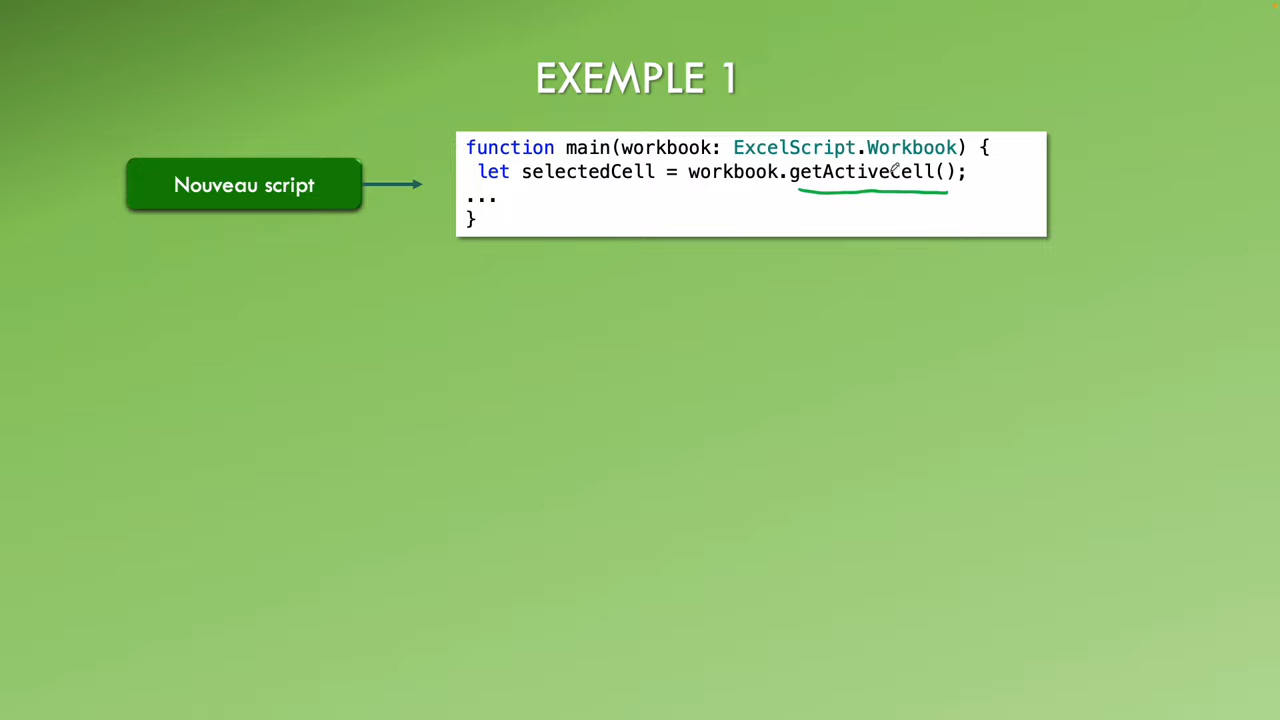 EXEMPLE 1
Nouveau script
function main(workbook: ExcelScript.Workbook) {
let selectedCell = workbook.getActiveCell();
...
}